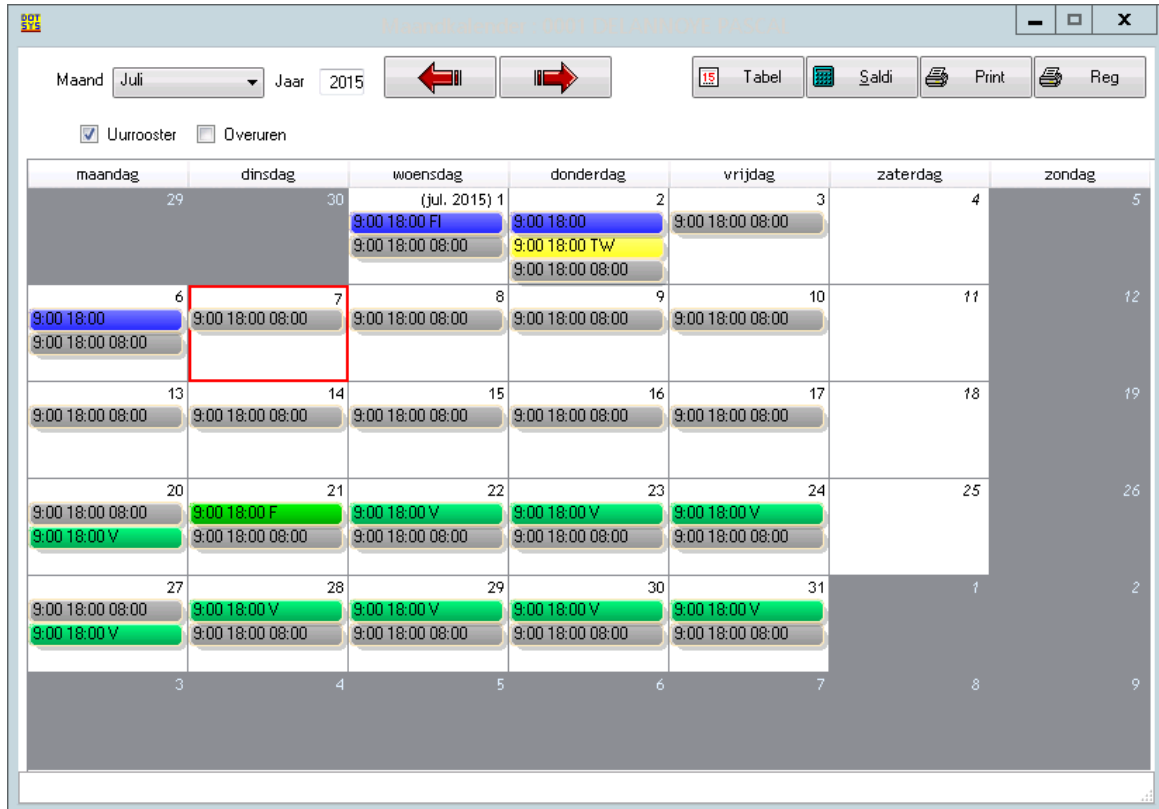 DOT
SYS
Maand Juli Jaar 2015 15 Tabel Saldi Print Reg
Uurrooster Overuren
maandag dinsdag woensdag donderdag vrijdag zaterdag zondag
29 30 (jul. 2015) 1 2 3 4 5
9:00 18:00 FI 9:00 18:00 9:00 18:00 08:00
9:00 18:00 08:00 9:00 18:00 TW
9:00 18:00 08:00
6 7 8 9 10 11 12
9:00 18:00 9:00 18:00 08:00 9:00 18:00 08:00 9:00 18:00 08:00 9:00 18:00 08:00
9:00 18:00 08:00
13 14 15 16 17 18 19
9:00 18:00 08:00 9:00 18:00 08:00 9:00 18:00 08:00 9:00 18:00 08:00 9:00 18:00 08:00
20 21 22 23 24 25 26
9:00 18:00 08:00 9:00 18:00 F 9:00 18:00 V 9:00 18:00 V 9:00 18:00 V
9:00 18:00 V 9:00 18:00 08:00 9:00 18:00 08:00 9:00 18:00 08:00 9:00 18:00 08:00
27 28 29 30 31 1 2
9:00 18:00 08:00 9:00 18:00 V 9:00 18:00 V 9:00 18:00 V 9:00 18:00 V
9:00 18:00 V 9:00 18:00 08:00 9:00 18:00 08:00 9:00 18:00 08:00 9:00 18:00 08:00
3 4 5 6 7 8 9